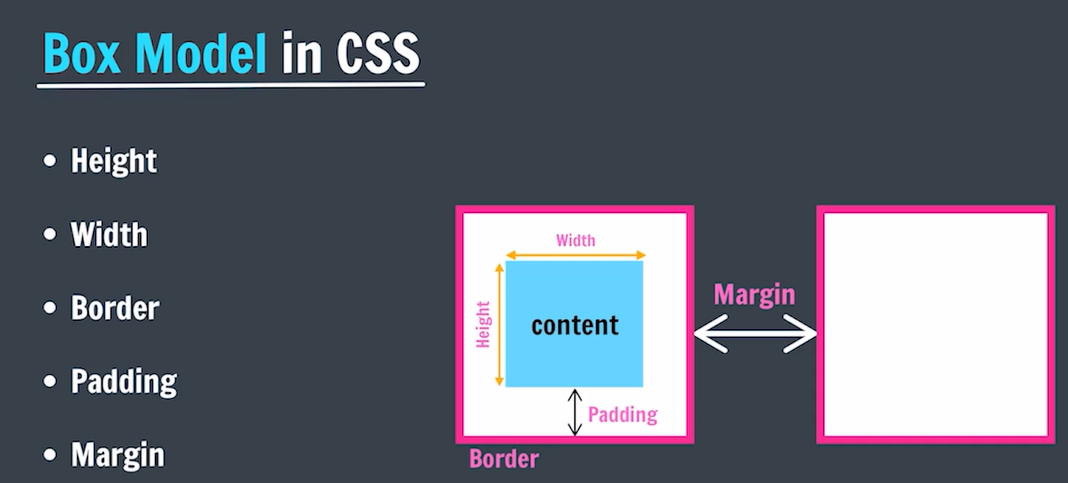 Box Model in CSS
Height
Width
Border
Padding
Margin
Width
Height
content
Padding
Border
Margin